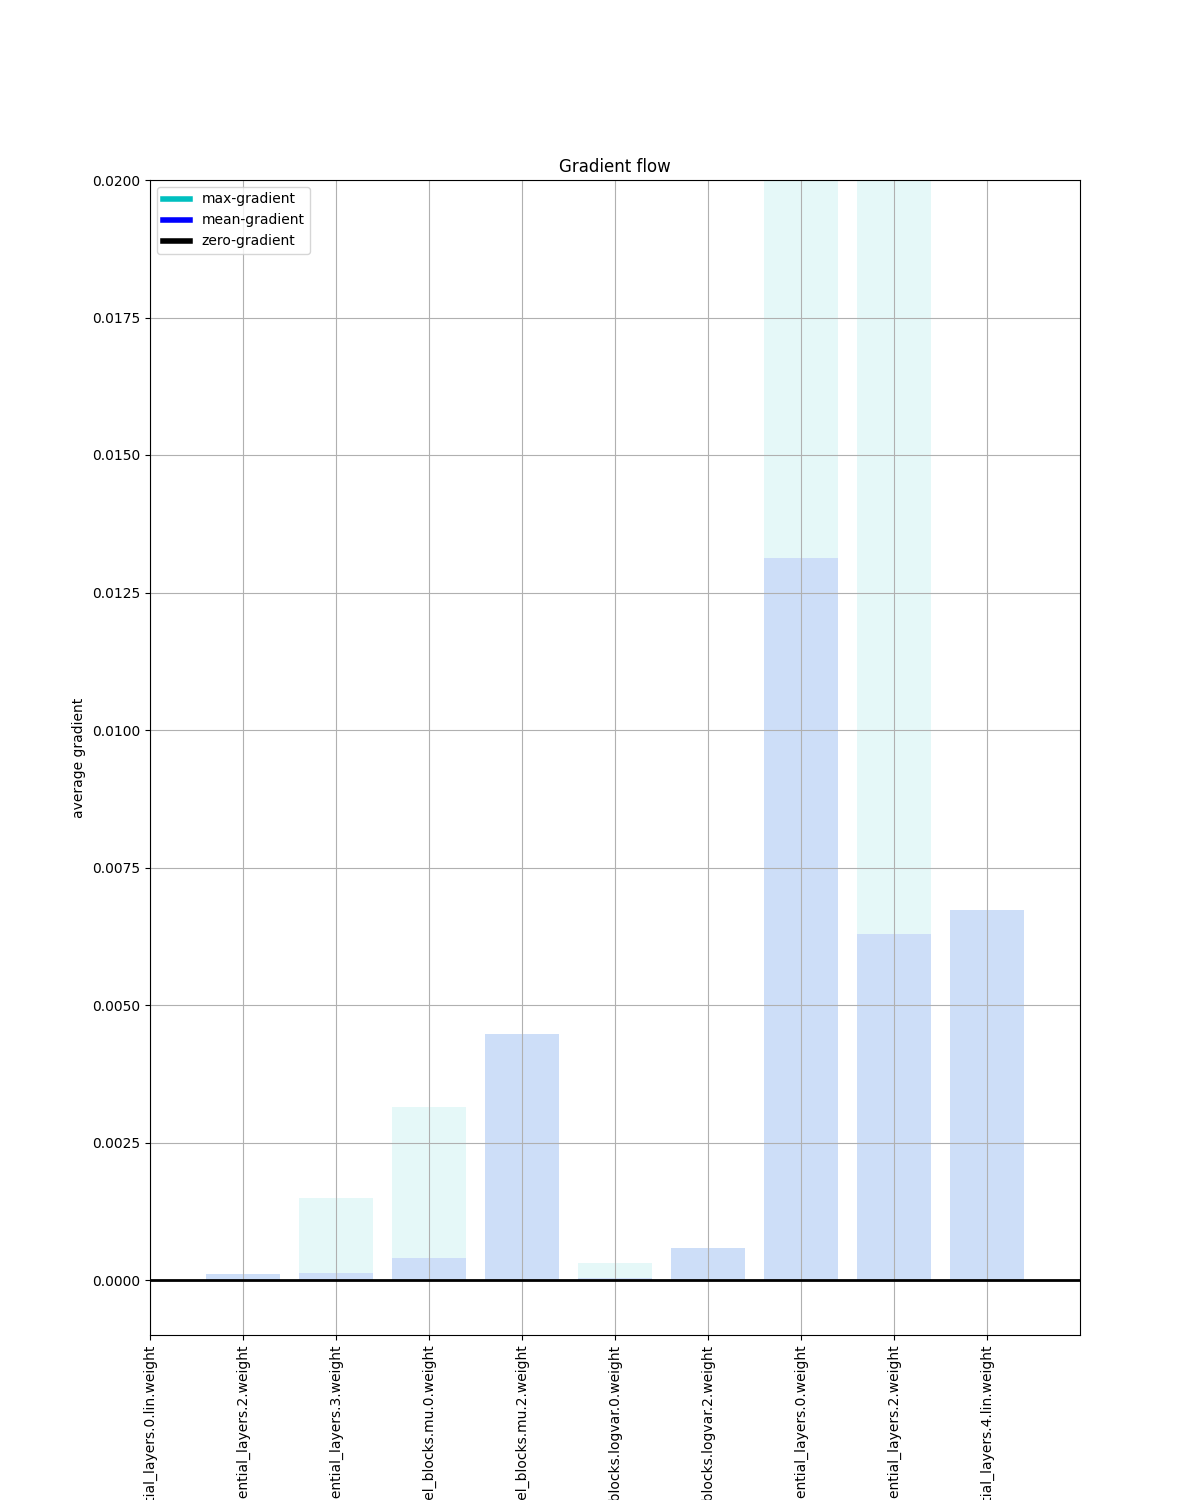 Gradient flow
max-gradient
mean-gradient
zero-gradient
0.0200
0.0175
0.0150
0.0125
0.0100
0.0075
0.0050
0.0025
0.0000
average gradient
tial_layers.0.lin.weight
ential_layers.2.weight
ential_layers.3.weight
el_blocks.mu.0.weight
el_blocks.mu.2.weight
blocks.logvar.0.weight
blocks.logvar.2.weight
ential_layers.0.weight
ential_layers.2.weight
tial_layers.4.lin.weight